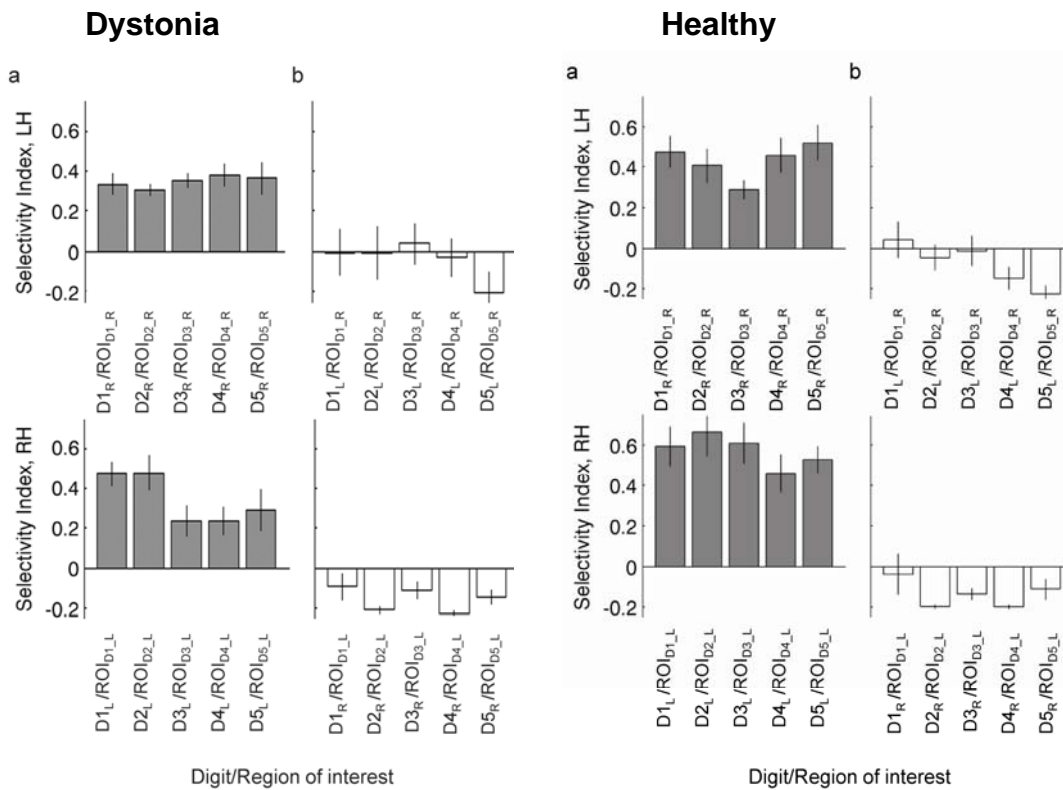 Dystonia
Healthy
a
b
Selectivity Index, LH
0.6
0.4
0.2
0
-0.2
D1R /ROID1_R
D2R /ROID2_R
D3R /ROID3_R
D4R /ROID4_R
D5R /ROID5_R
D1L /ROID1_R
D2L /ROID2_R
D3L /ROID3_R
D4L /ROID4_R
D5L /ROID5_R
Selectivity Index, RH
0.6
0.4
0.2
0
-0.2
D1L /ROID1_L
D2L /ROID2_L
D3L /ROID3_L
D4L /ROID4_L
D5L /ROID5_L
D1R /ROID1_L
D2R /ROID2_L
D3R /ROID3_L
D4R /ROID4_L
D5R /ROID5_L
Digit/Region of interest
a
b
Selectivity Index, LH
0.6
0.4
0.2
0
-0.2
D1R /ROID1_R
D2R /ROID2_R
D3R /ROID3_R
D4R /ROID4_R
D5R /ROID5_R
D1L /ROID1_R
D2L /ROID2_R
D3L /ROID3_R
D4L /ROID4_R
D5L /ROID5_R
Selectivity Index, RH
0.6
0.4
0.2
0
-0.2
D1L /ROID1_L
D2L /ROID2_L
D3L /ROID3_L
D4L /ROID4_L
D5L /ROID5_L
D1R /ROID1_L
D2R /ROID2_L
D3R /ROID3_L
D4R /ROID4_L
D5R /ROID5_L
Digit/Region of interest